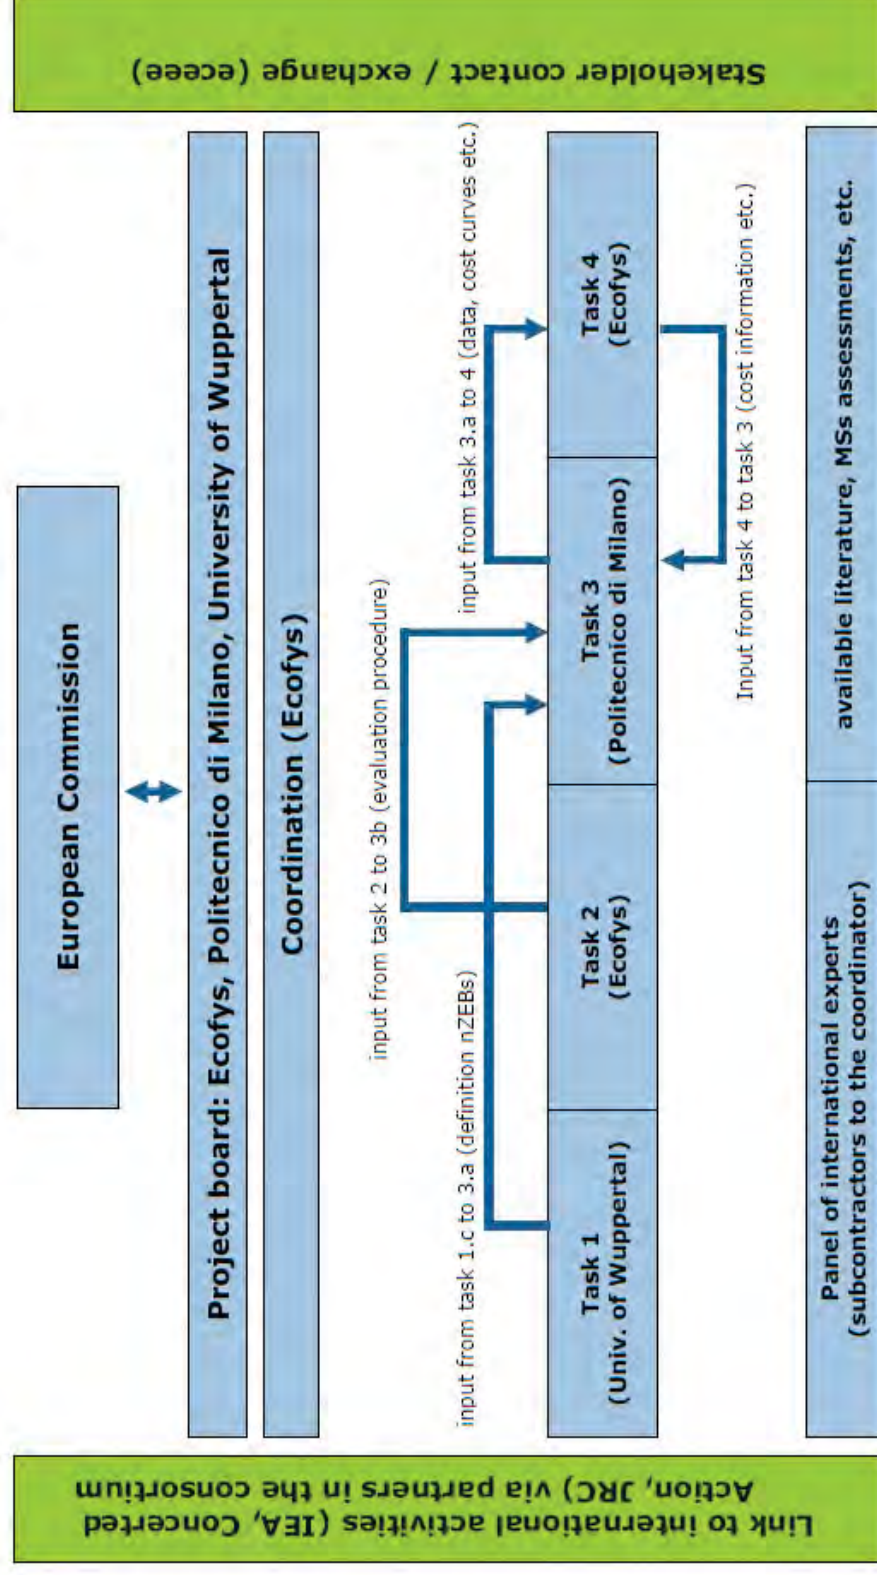 Link to international activities (IEA, Concerted
Action, JRC) via partners in the consortium
European Commission
Project board: Ecofys, Politecnico di Milano, University of Wuppertal
Coordination (Ecofys)
input from task 2 to 3b (evaluation procedure)
input from task 1.c to 3.a (definition nZEBs)
input from task 3.a to 4 (data, cost curves etc.)
Task 1
(Univ. of Wuppertal)
Task 2
(Ecofys)
Task 3
(Politecnico di Milano)
Task 4
(Ecofys)
Input from task 4 to task 3 (cost information etc.)
Panel of international experts
(subcontractors to the coordinator)
available literature, MSs assessments, etc.
Stakeholder contact / exchange (eceee)